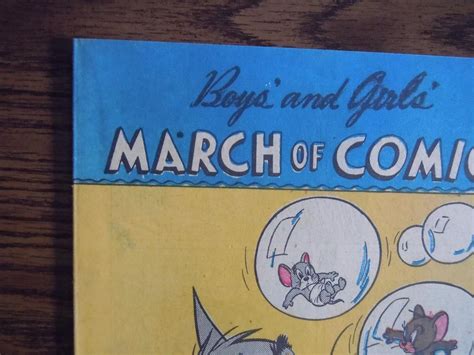 Boys' and Girls'
MARCH OF COMIC